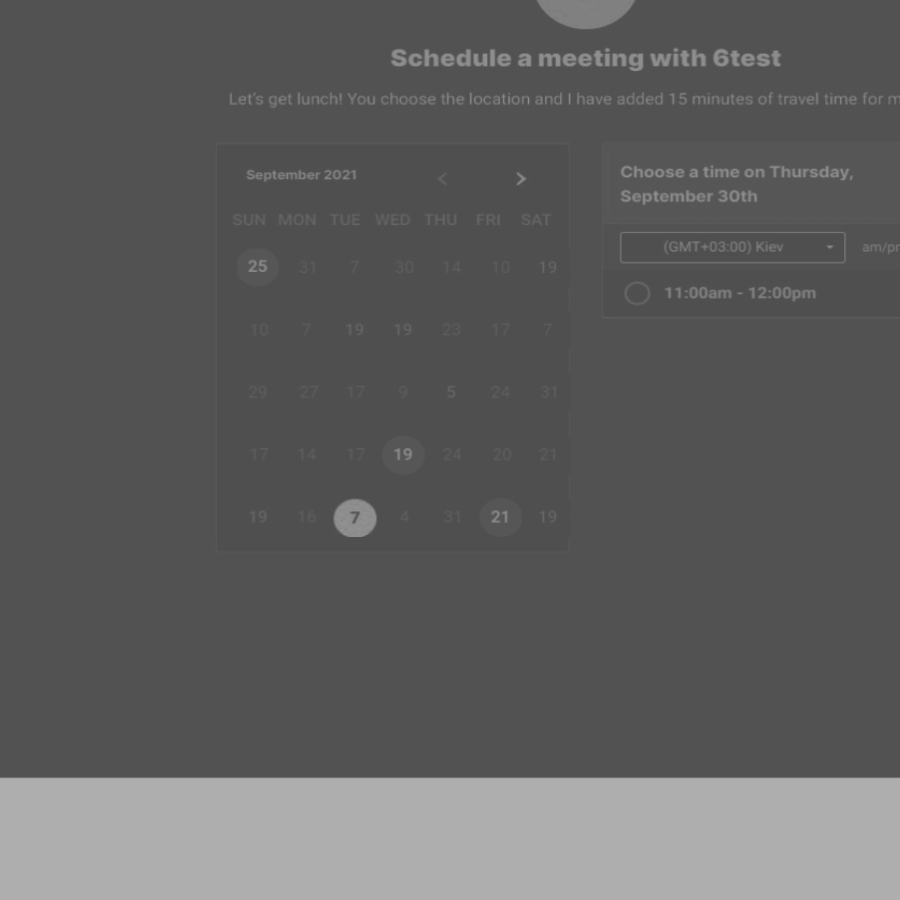 Schedule a meeting with 6test
Let's get lunch! You choose the location and I have added 15 minutes of travel time for
September 2021 < >
SUN MON TUE WED THU FRI SAT
25 31 7 30 14 10 19
10 7 19 19 23 17 7
29 27 17 9 5 24 31
17 14 17 19 24 20 21
19 16 7 4 31 21 19
Choose a time on Thursday,
September 30th
(GMT+03:00) Kiev am/
11:00am - 12:00pm